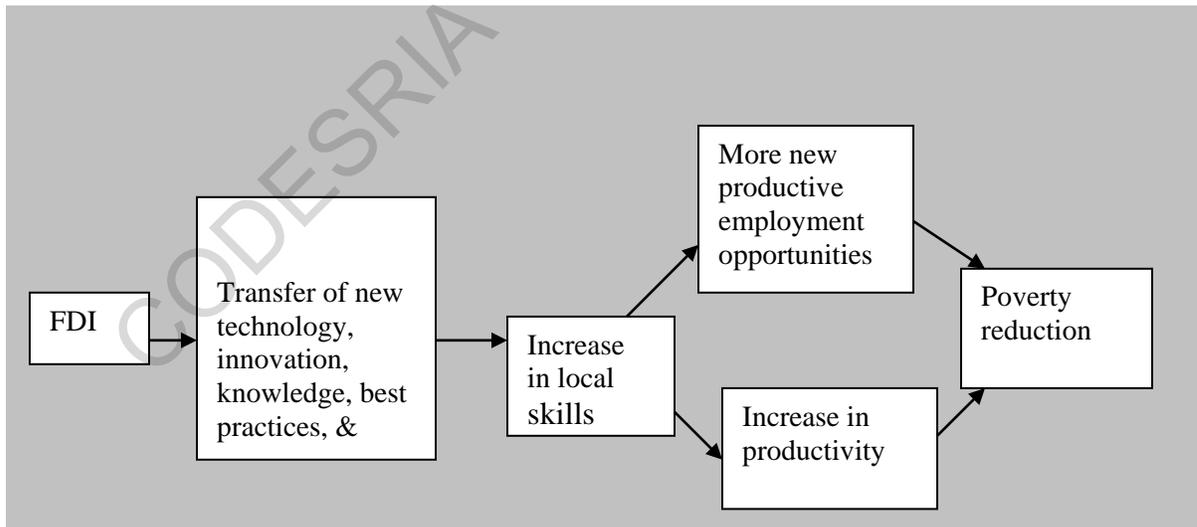 FDI
Transfer of new
technology,
innovation,
knowledge, best
practices, &
Increase
in local
skills
More new
productive
employment
opportunities
Increase in
productivity
Poverty
reduction
CODESRIA